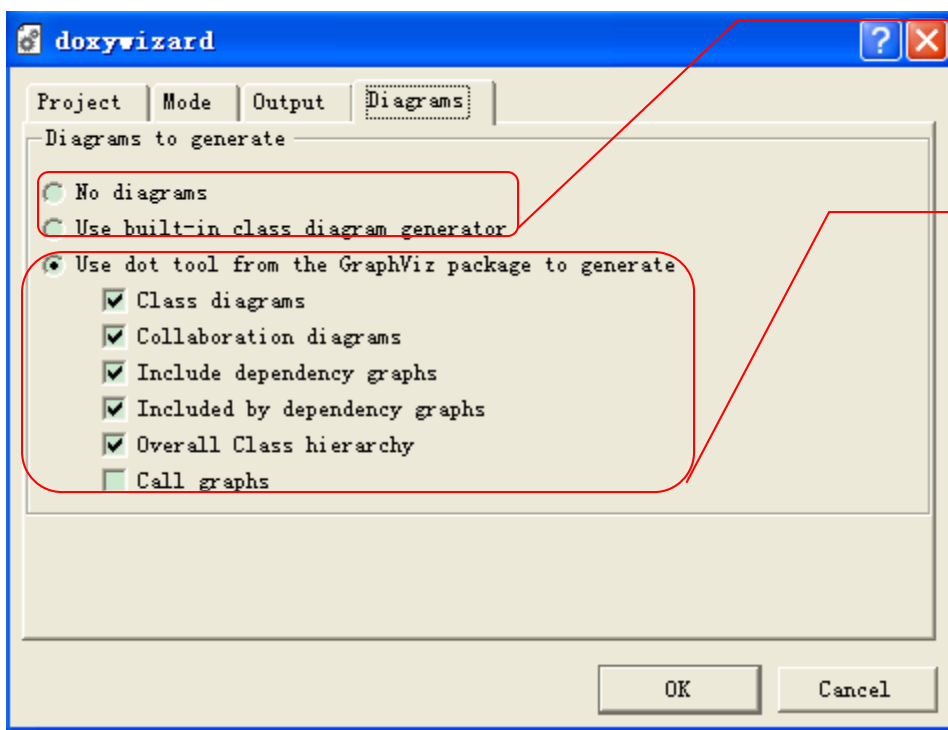 doxywizard
Project Mode Output Diagrams
Diagrams to generate
No diagrams
Use built-in class diagram generator
Use dot tool from the GraphViz package to generate
Class diagrams
Collaboration diagrams
Include dependency graphs
Included by dependency graphs
Overall Class hierarchy
Call graphs
OK Cancel